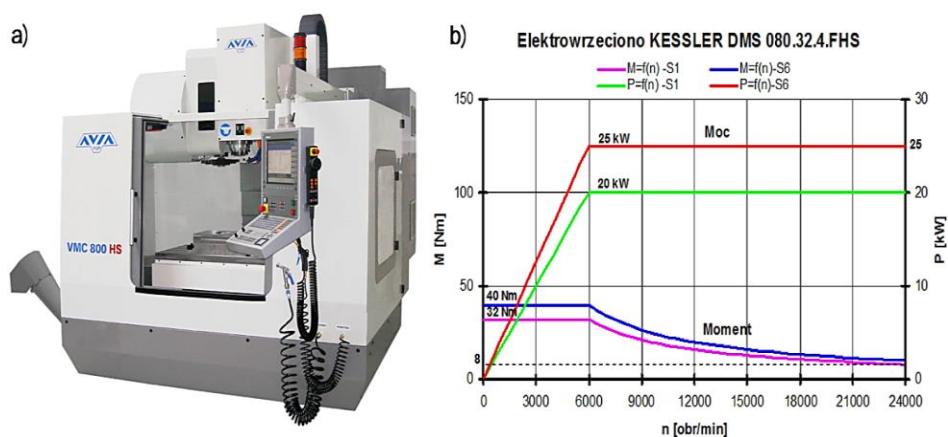 a)
AVIA
AVIA
VMC 800 HS
b)
Elektrowrzeciono KESSLER DMS 080.32.4.FHS
M=f(n) -S1
M=f(n)-S6
P=f(n) -S1
P=f(n)-S6
M [Nm]
150
100
50
8
0
P [kW]
30
25
20
10
0
25 kW
Moc
20 kW
40 Nm
32 Nm
Moment
0 3000 6000 9000 12000 15000 18000 21000 24000
n [obr/min]